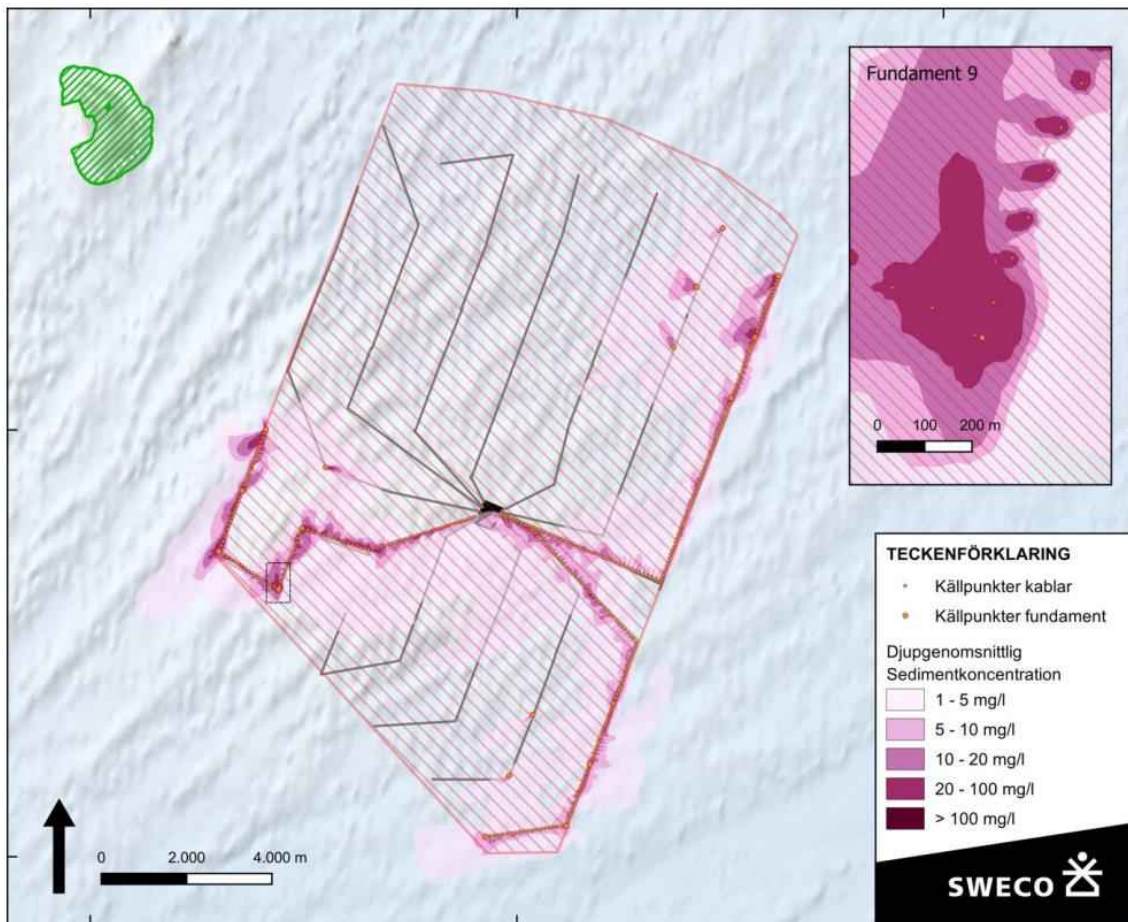 Fundament 9
0 100 200 m
TECKENFÖRKLARING
Källpunkter kablar
Källpunkter fundament
Djupgenomsnittlig
Sedimentkoncentration
1 - 5 mg/l
5 - 10 mg/l
10 - 20 mg/l
20 - 100 mg/l
> 100 mg/l
0 2.000 4.000 m
SWECO